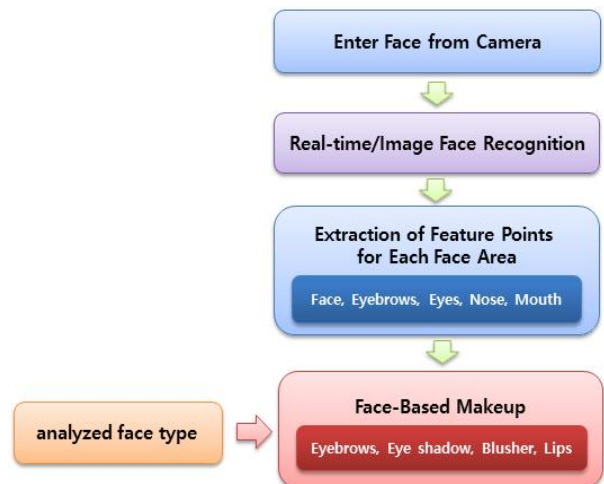 Enter Face from Camera
Real-time/Image Face Recognition
Extraction of Feature Points
for Each Face Area
Face, Eyebrows, Eyes, Nose, Mouth
analyzed face type
Face-Based Makeup
Eyebrows, Eye shadow, Blusher, Lips